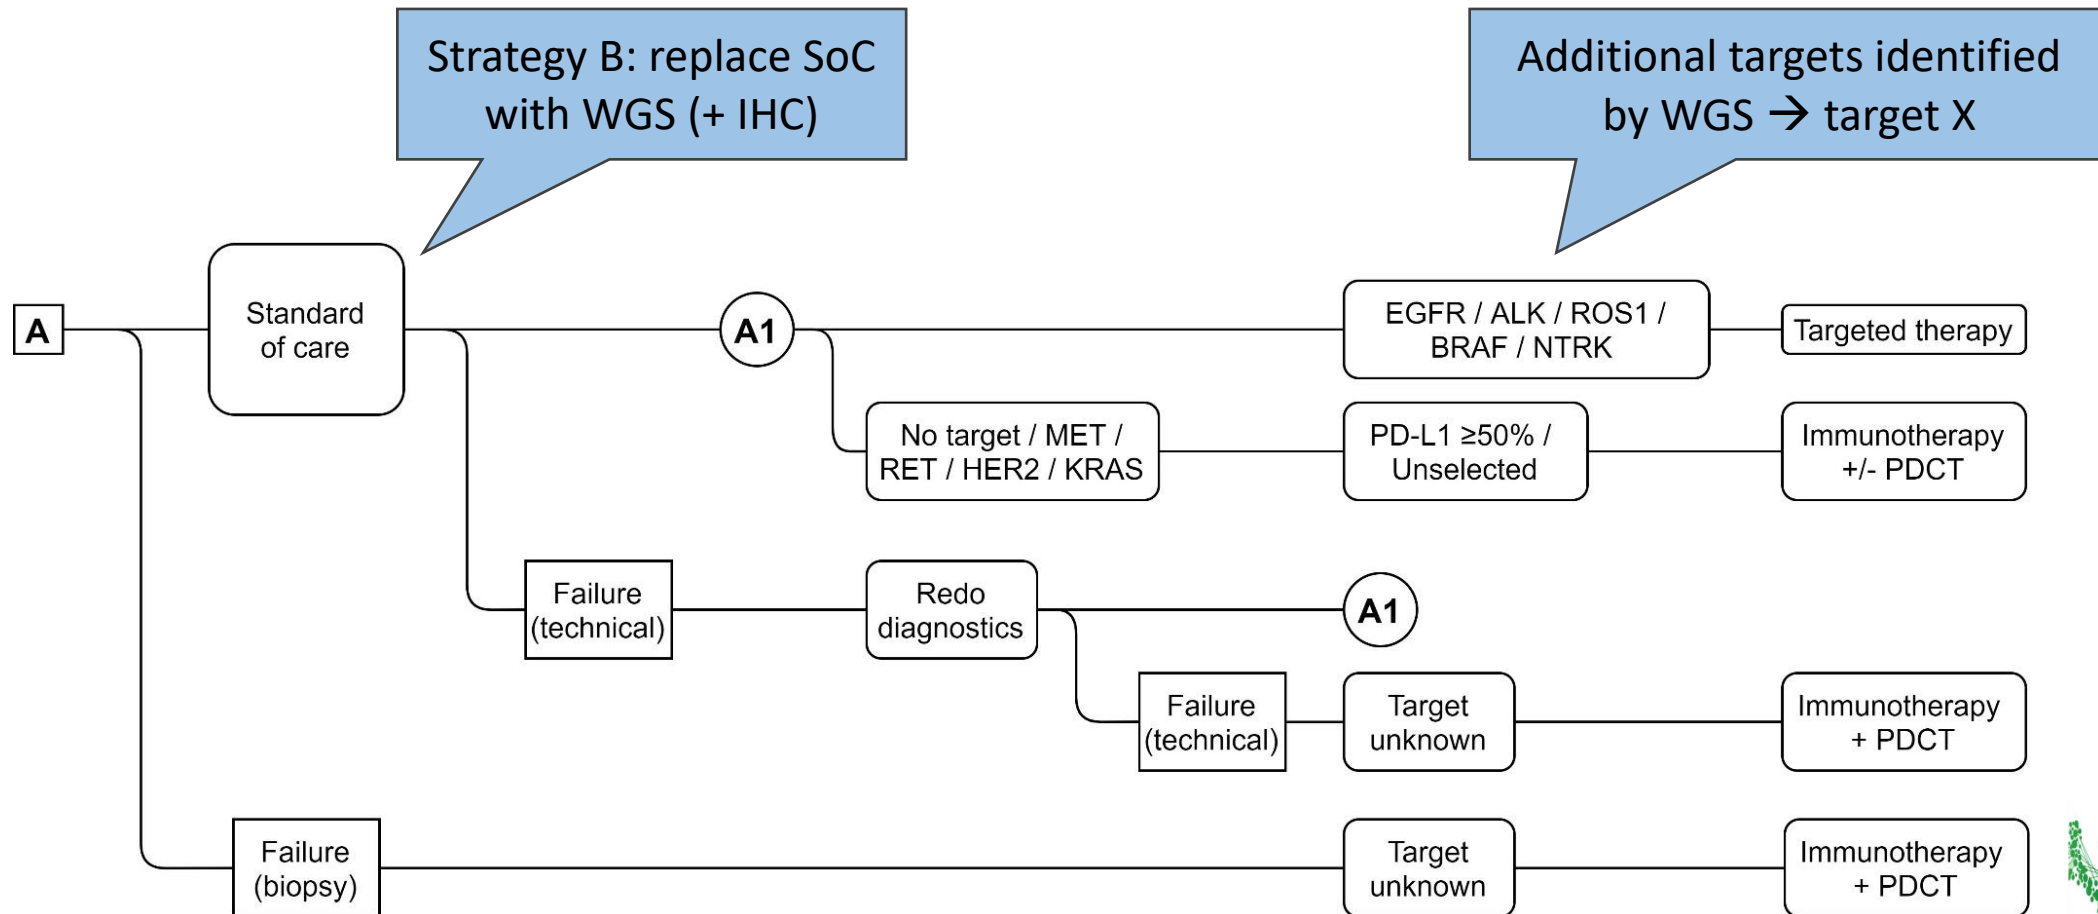 Strategy B: replace SoC
with WGS (+ IHC)
Additional targets identified
by WGS → target X
A
Standard
of care
A1
EGFR / ALK / ROS1 /
BRAF / NTRK
Targeted therapy
No target / MET /
RET / HER2 / KRAS
PD-L1 ≥50% /
Unselected
Immunotherapy
+/- PDCT
Failure
(technical)
Redo
diagnostics
A1
Failure
(technical)
Target
unknown
Immunotherapy
+ PDCT
Failure
(biopsy)
Target
unknown
Immunotherapy
+ PDCT